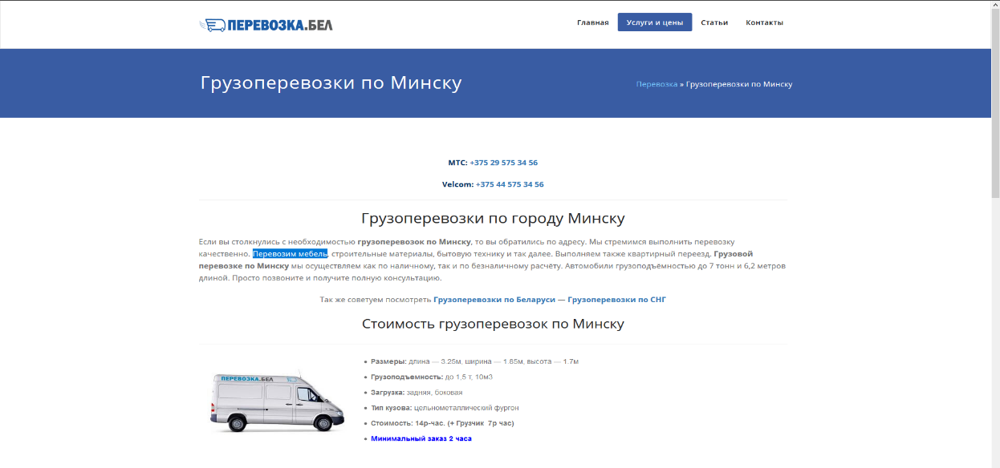 ПЕРЕВОЗКА.БЕЛ
Главная
Услуги и цены
Статьи
Контакты
Грузоперевозки по Минску
Перевозка » Грузоперевозки по Минску
МТС: +375 29 575 34 56
Velcom: +375 44 575 34 56
Грузоперевозки по городу Минску
Если вы столкнулись с необходимостью грузоперевозок по Минску, то вы обратились по адресу. Мы стремимся выполнить перевозку
качественно. Перевозим мебель, строительные материалы, бытовую технику и так далее. Выполняем также квартирный переезд. Грузовой
перевозке по Минску мы осуществляем как по наличному, так и по безналичному расчёту. Автомобили грузоподъёмностью до 7 тонн и 6,2 метров
длиной. Просто позвоните и получите полную консультацию.
Так же советуем посмотреть Грузоперевозки по Беларуси — Грузоперевозки по СНГ
Стоимость грузоперевозок по Минску
ПЕРЕВОЗКА.БЕЛ
• Размеры: длина — 3.25м, ширина — 1.85м, высота — 1.7м
• Грузоподъемность: до 1,5 т, 10м3
• Загрузка: задняя, боковая
• Тип кузова: цельнометаллический фургон
• Стоимость: 14р-час. (+ Грузчик 7р час)
• Минимальный заказ 2 часа